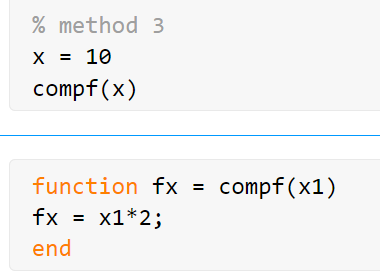 % method 3
x = 10
compf(x)
function fx = compf(x1)
fx = x1*2;
end